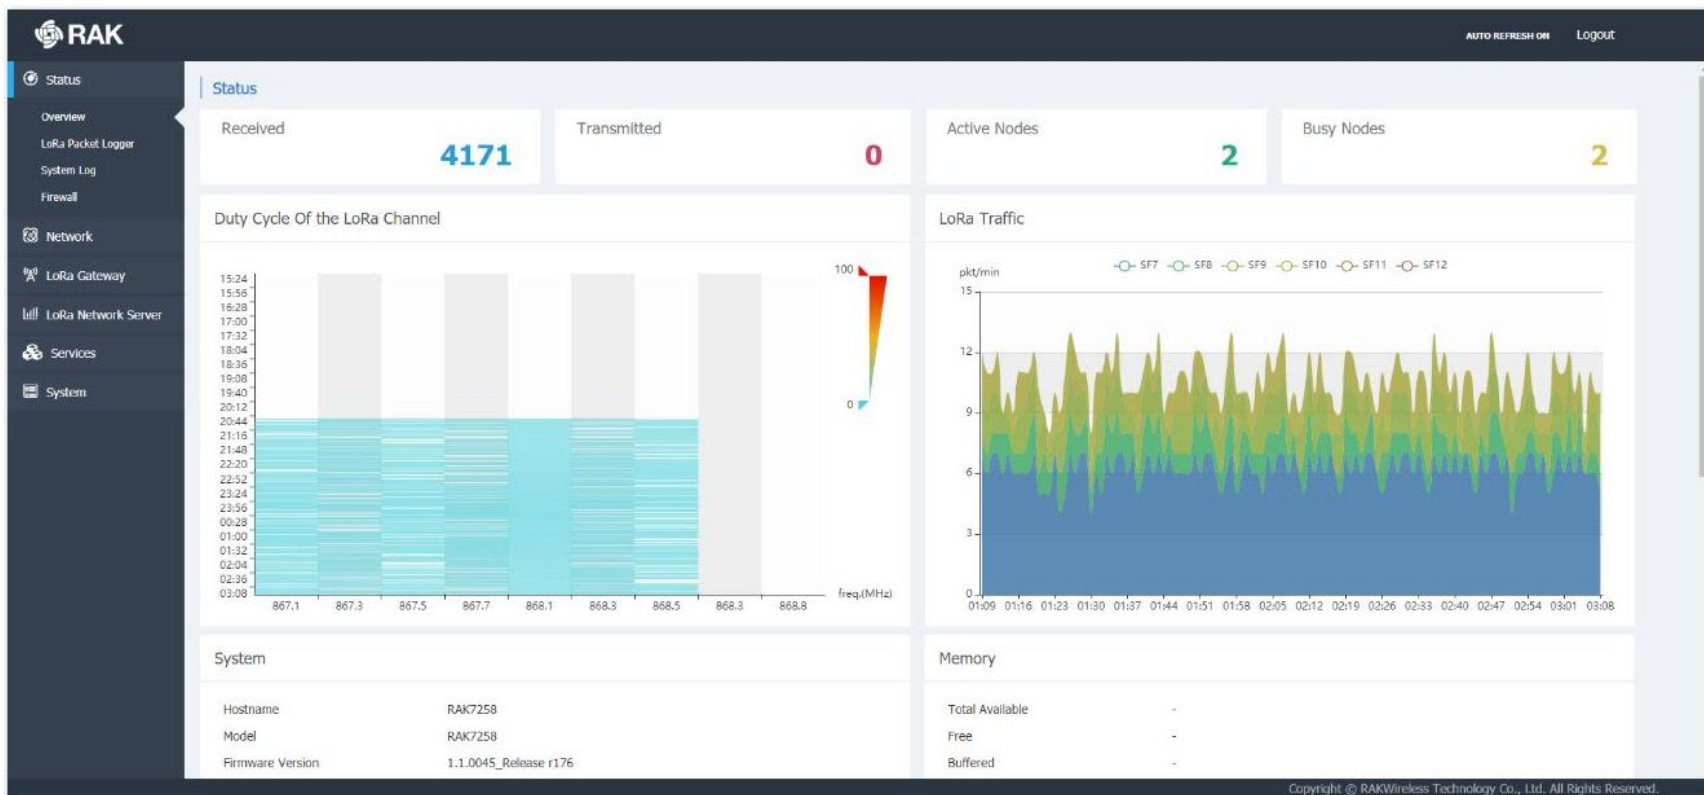 RAK
AUTO REFRESH ON
Logout
Status
Overview
LoRa Packet Logger
System Log
Firewall
Network
LoRa Gateway
LoRa Network Server
Services
System
Status
Received
4171
Transmitted
0
Active Nodes
2
Busy Nodes
2
Duty Cycle Of the LoRa Channel
15:24
15:56
16:28
17:00
17:32
18:04
18:36
19:08
19:40
20:12
20:44
21:16
21:48
22:20
22:52
23:24
23:56
00:28
01:00
01:32
02:04
02:36
03:08
867.1 867.3 867.5 867.7 868.1 868.3 868.5 868.3 868.8
freq.(MHz)
100
0
LoRa Traffic
SF7 SF8 SF9 SF10 SF11 SF12
pkt/min
15
12
9
6
3
0
01:09 01:16 01:23 01:30 01:37 01:44 01:51 01:58 02:05 02:12 02:19 02:26 02:33 02:40 02:47 02:54 03:01 03:08
System
Hostname RAK7258
Model RAK7258
Firmware Version 1.1.0045_Release r176
Memory
Total Available -
Free -
Buffered -
Copyright © RAKWireless Technology Co., Ltd. All Rights Reserved.